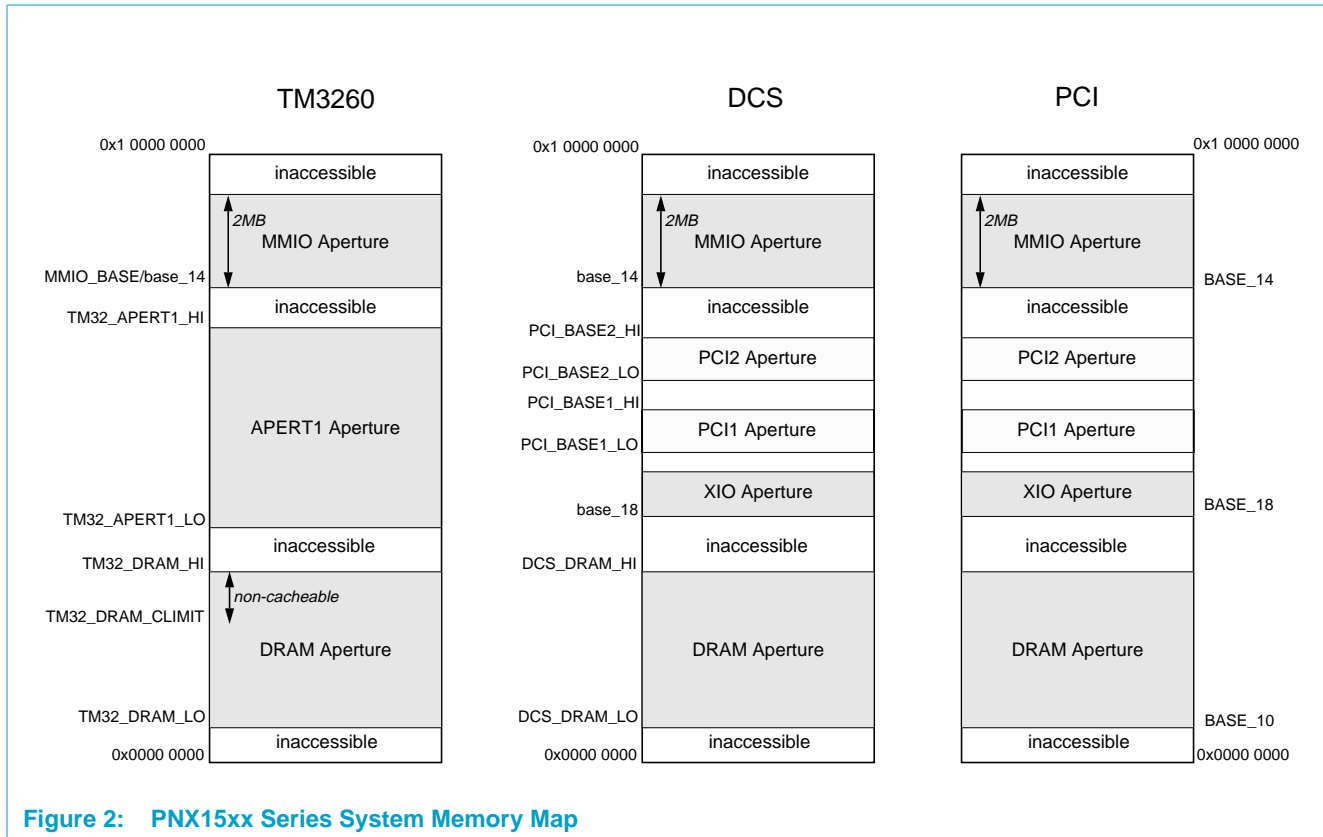 TM3260
0x1 0000 0000
inaccessible
2MB
MMIO Aperture
MMIO_BASE/base_14
inaccessible
TM32_APERT1_HI
APERT1 Aperture
TM32_APERT1_LO
inaccessible
TM32_DRAM_HI
non-cacheable
TM32_DRAM_CLIMIT
DRAM Aperture
TM32_DRAM_LO
inaccessible
0x0000 0000
DCS
0x1 0000 0000
inaccessible
2MB
MMIO Aperture
base_14
inaccessible
PCI_BASE2_HI
PCI2 Aperture
PCI_BASE2_LO
PCI_BASE1_HI
PCI1 Aperture
PCI_BASE1_LO
XIO Aperture
base_18
inaccessible
DCS_DRAM_HI
DRAM Aperture
DCS_DRAM_LO
inaccessible
0x0000 0000
PCI
0x1 0000 0000
inaccessible
2MB
MMIO Aperture
BASE_14
inaccessible
PCI2 Aperture
PCI1 Aperture
XIO Aperture
BASE_18
inaccessible
DRAM Aperture
BASE_10
inaccessible
0x0000 0000
Figure 2: PNX15xx Series System Memory Map